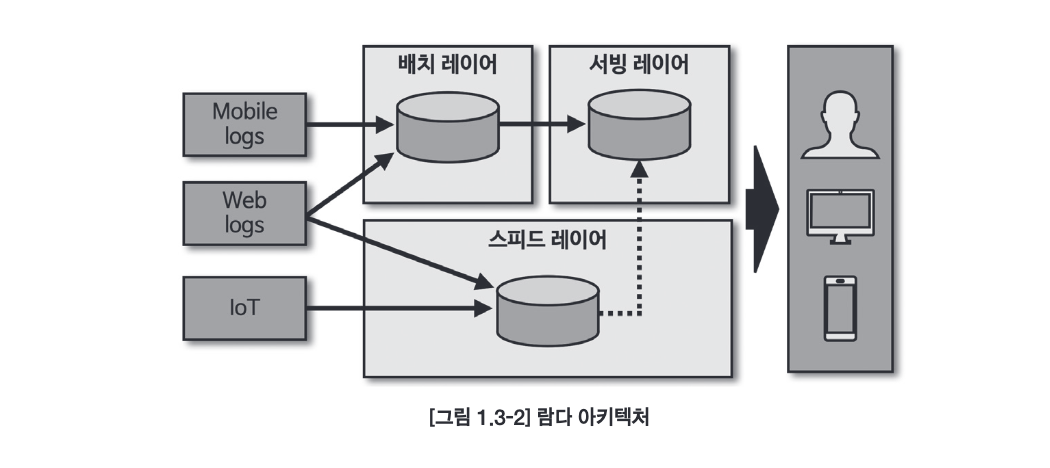 배치 레이어
서빙 레이어
Mobile
logs
Web
logs
스피드 레이어
IoT
[그림 1.3-2] 람다 아키텍처